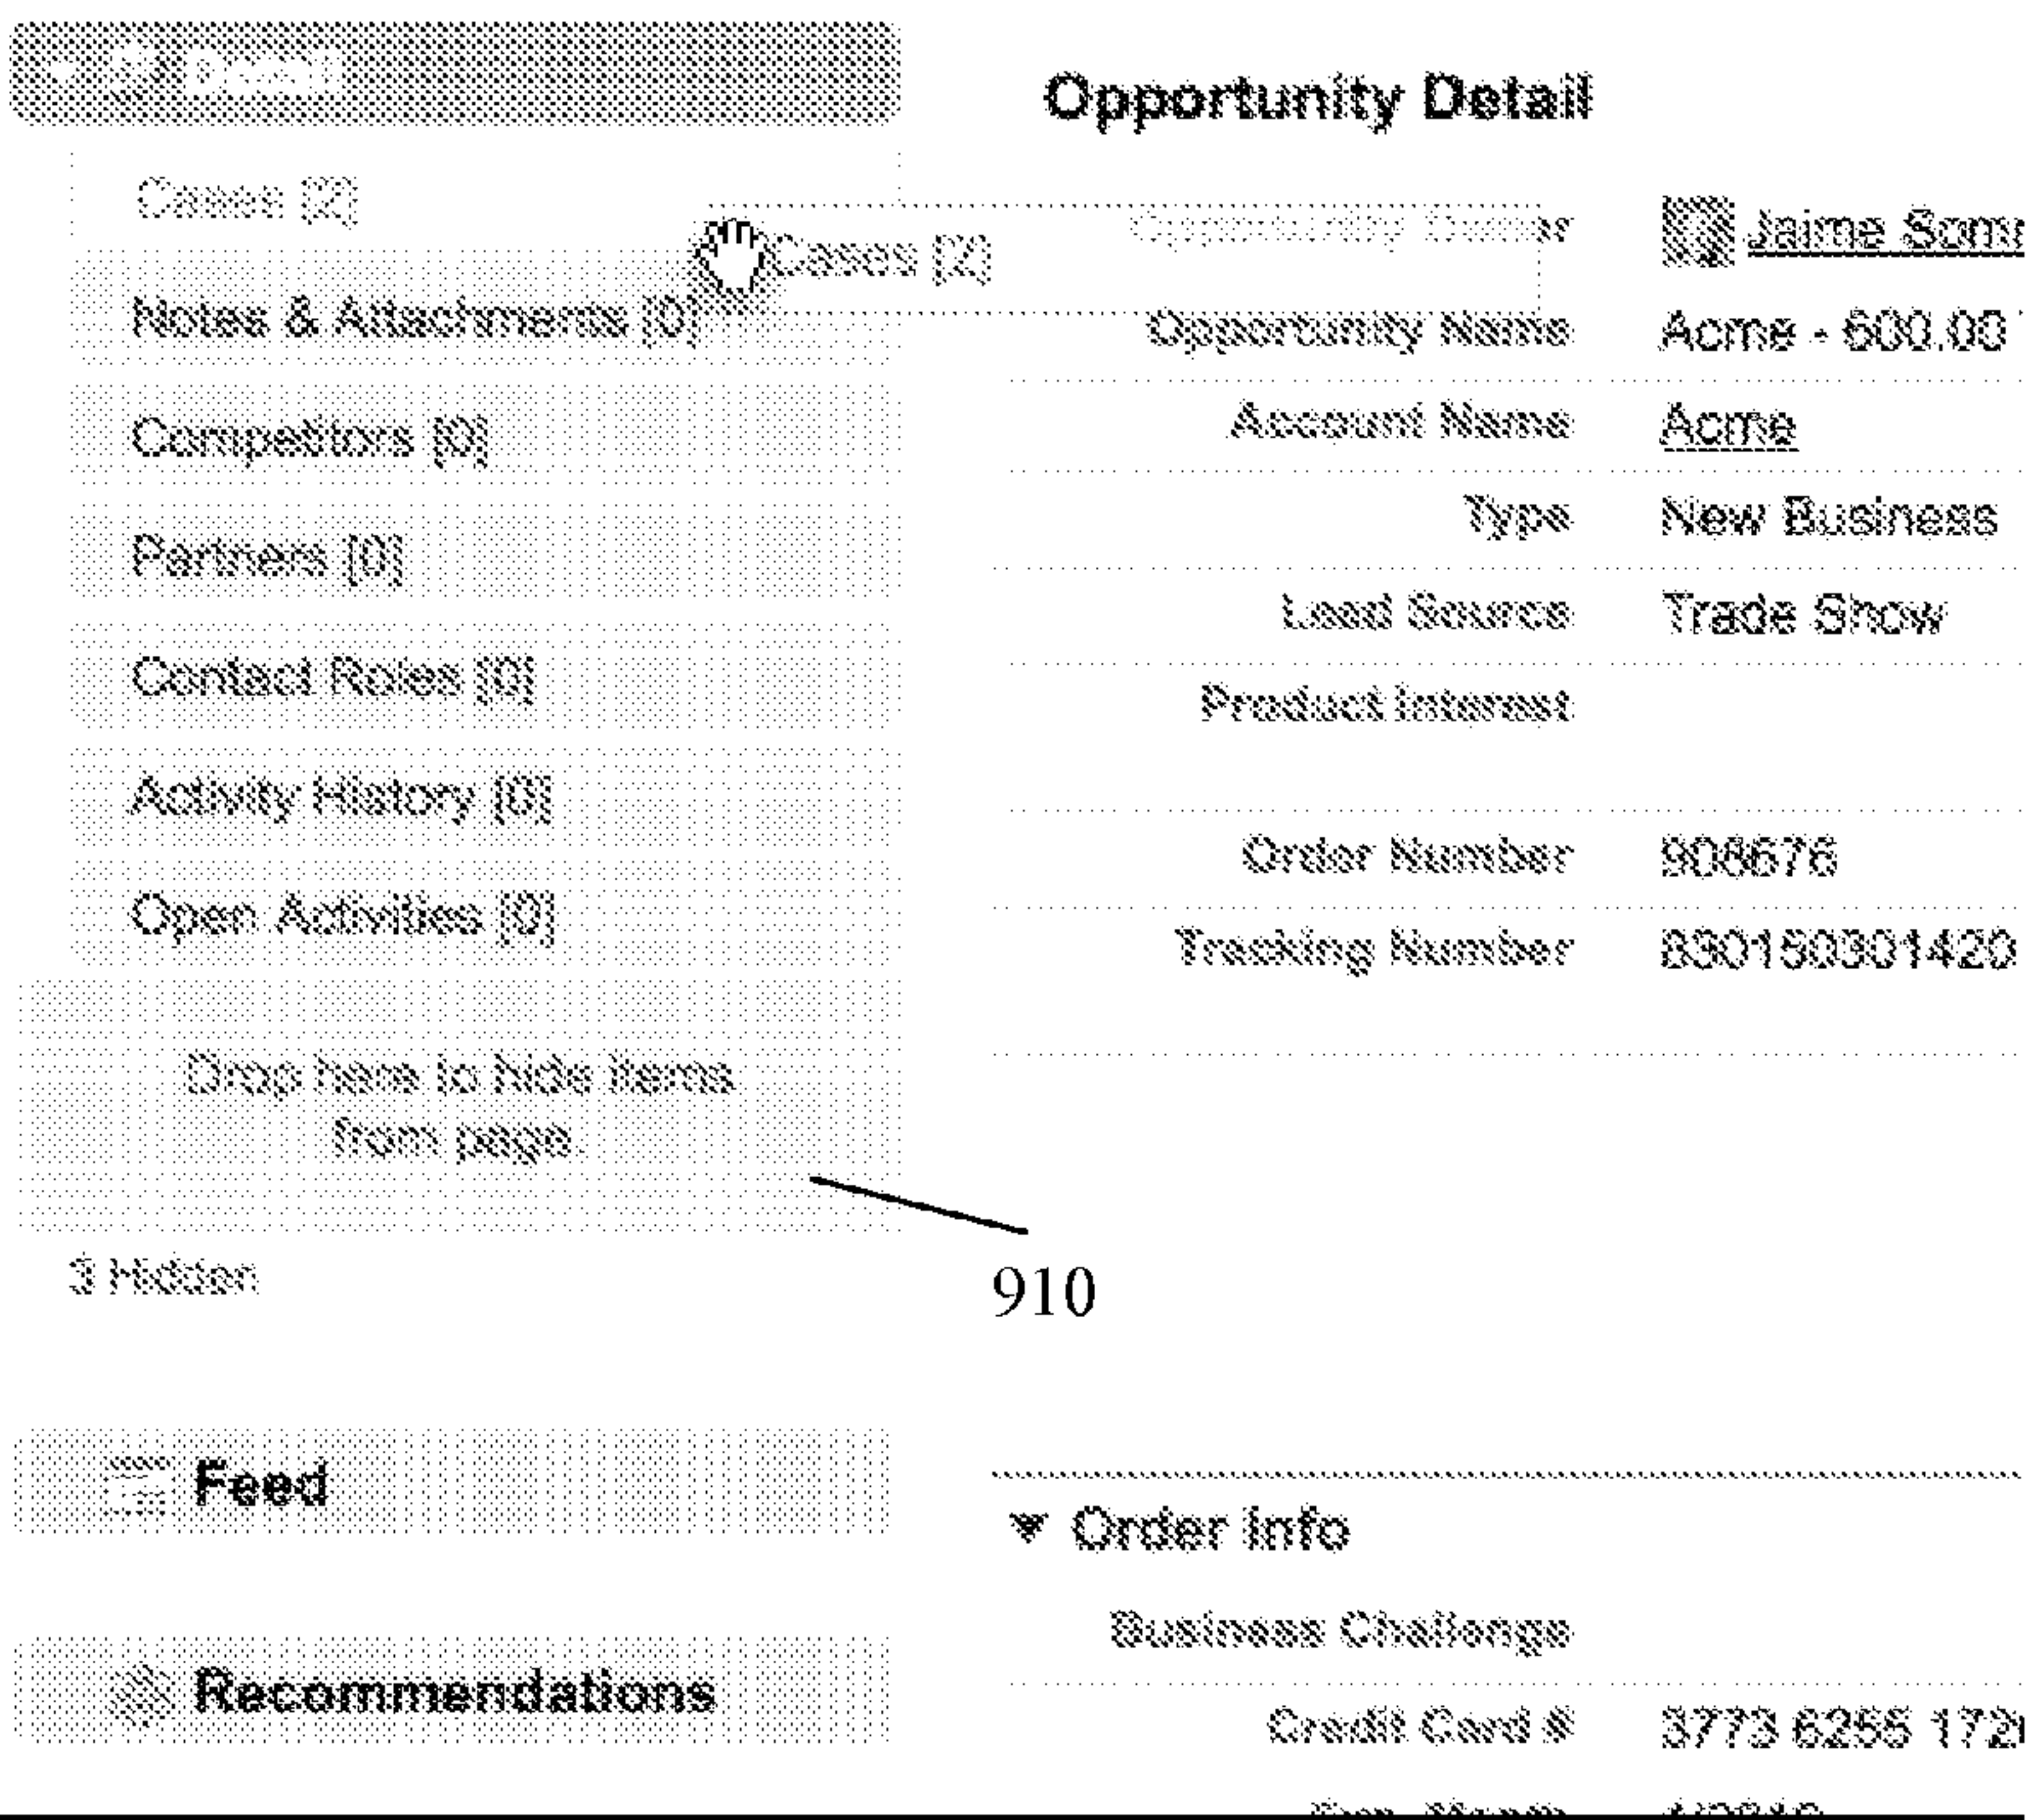 Detail
Cases [2]
Cases [2]
Notes & Attachments [0]
Competitors [0]
Partners [0]
Contact Roles [0]
Activity History [0]
Open Activities [0]
Drop here to hide items
from page.
3 Hidden
910
Feed
Recommendations
Opportunity Detail
Opportunity Owner Jaime
Opportunity Name Acme - 600.00
Account Name Acme
Type New Business
Lead Source Trade Show
Product Interest
Order Number 908676
Tracking Number 830150301420
Order Info
Business Challenge
Credit Card # 3773 6255